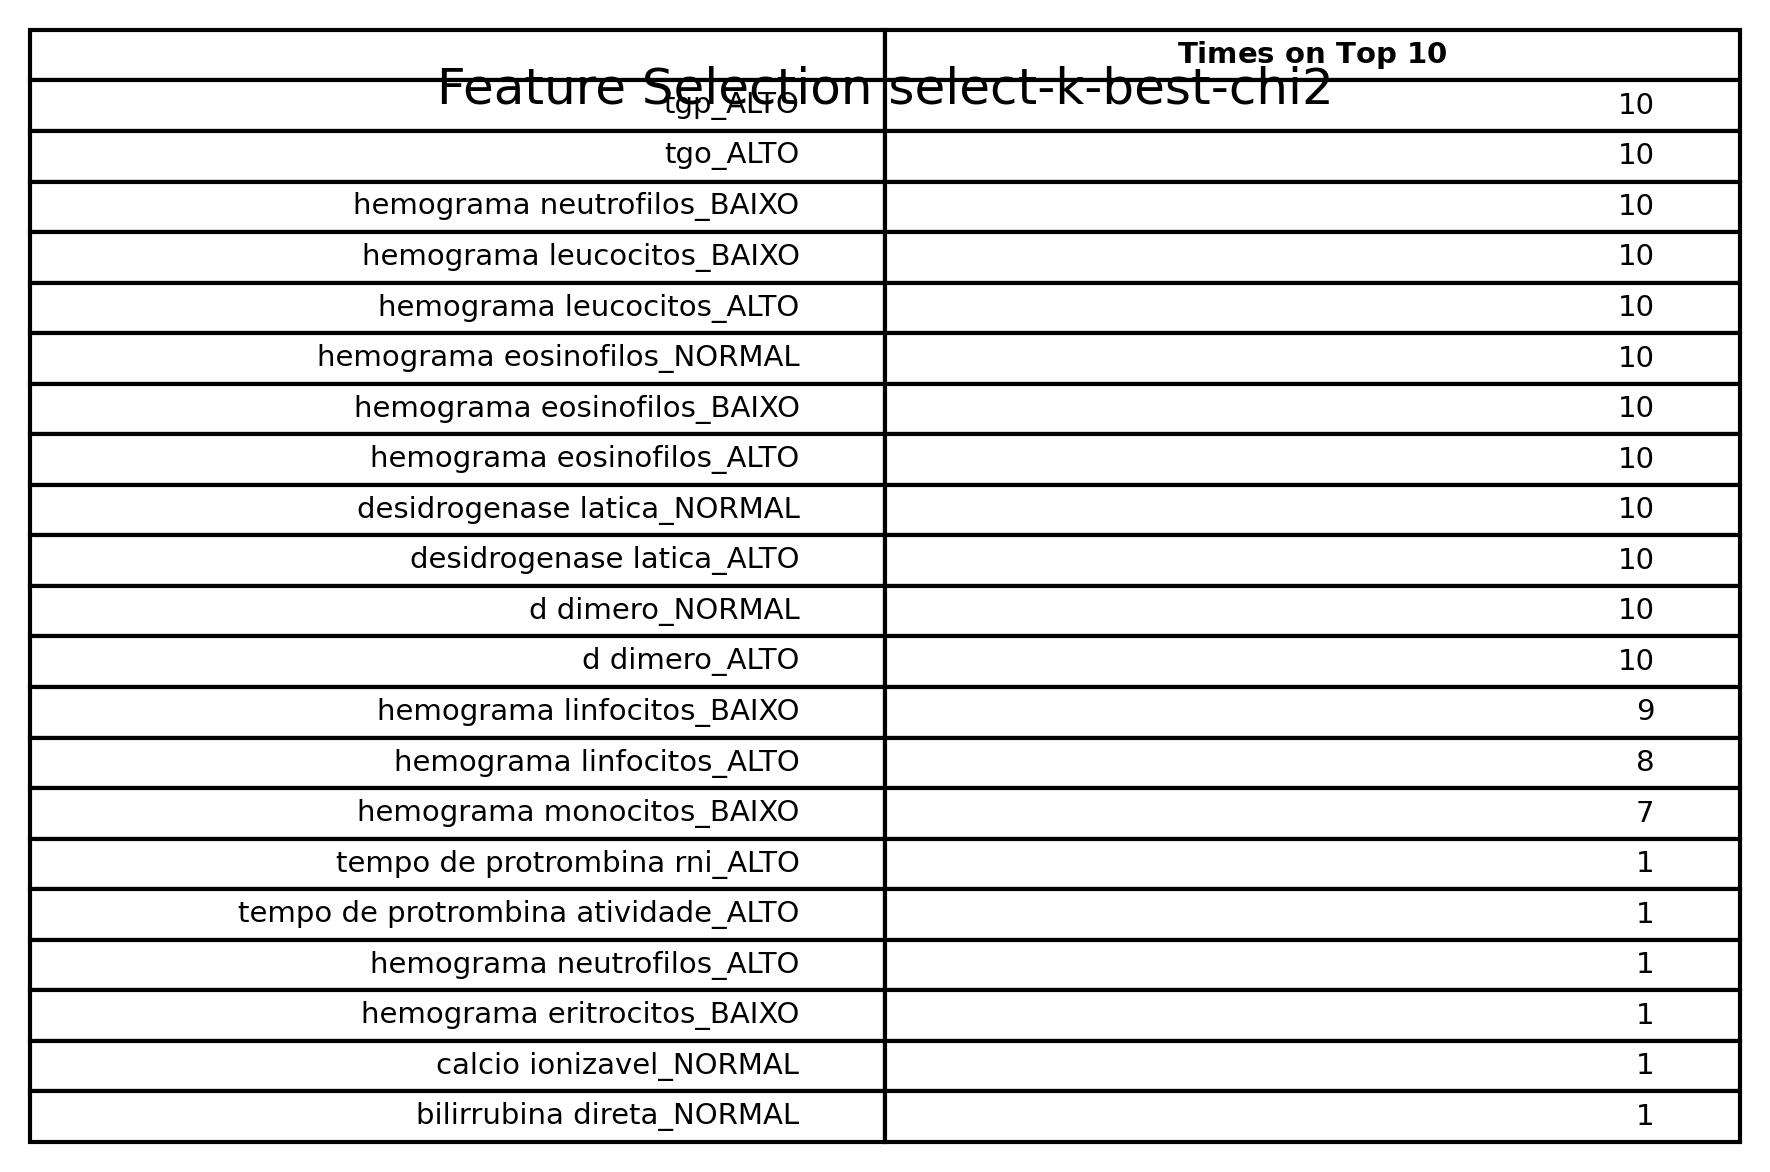 Times on Top 10
Feature Selection select-k-best-chi2
tgp_ALTO 10
tgo_ALTO 10
hemograma neutrofilos_BAIXO 10
hemograma leucocitos_BAIXO 10
hemograma leucocitos_ALTO 10
hemograma eosinofilos_NORMAL 10
hemograma eosinofilos_BAIXO 10
hemograma eosinofilos_ALTO 10
desidrogenase latica_NORMAL 10
desidrogenase latica_ALTO 10
d dimero_NORMAL 10
d dimero_ALTO 10
hemograma linfocitos_BAIXO 9
hemograma linfocitos_ALTO 8
hemograma monocitos_BAIXO 7
tempo de protrombina rni_ALTO 1
tempo de protrombina atividade_ALTO 1
hemograma neutrofilos_ALTO 1
hemograma eritrocitos_BAIXO 1
calcio ionizavel_NORMAL 1
bilirrubina direta_NORMAL 1